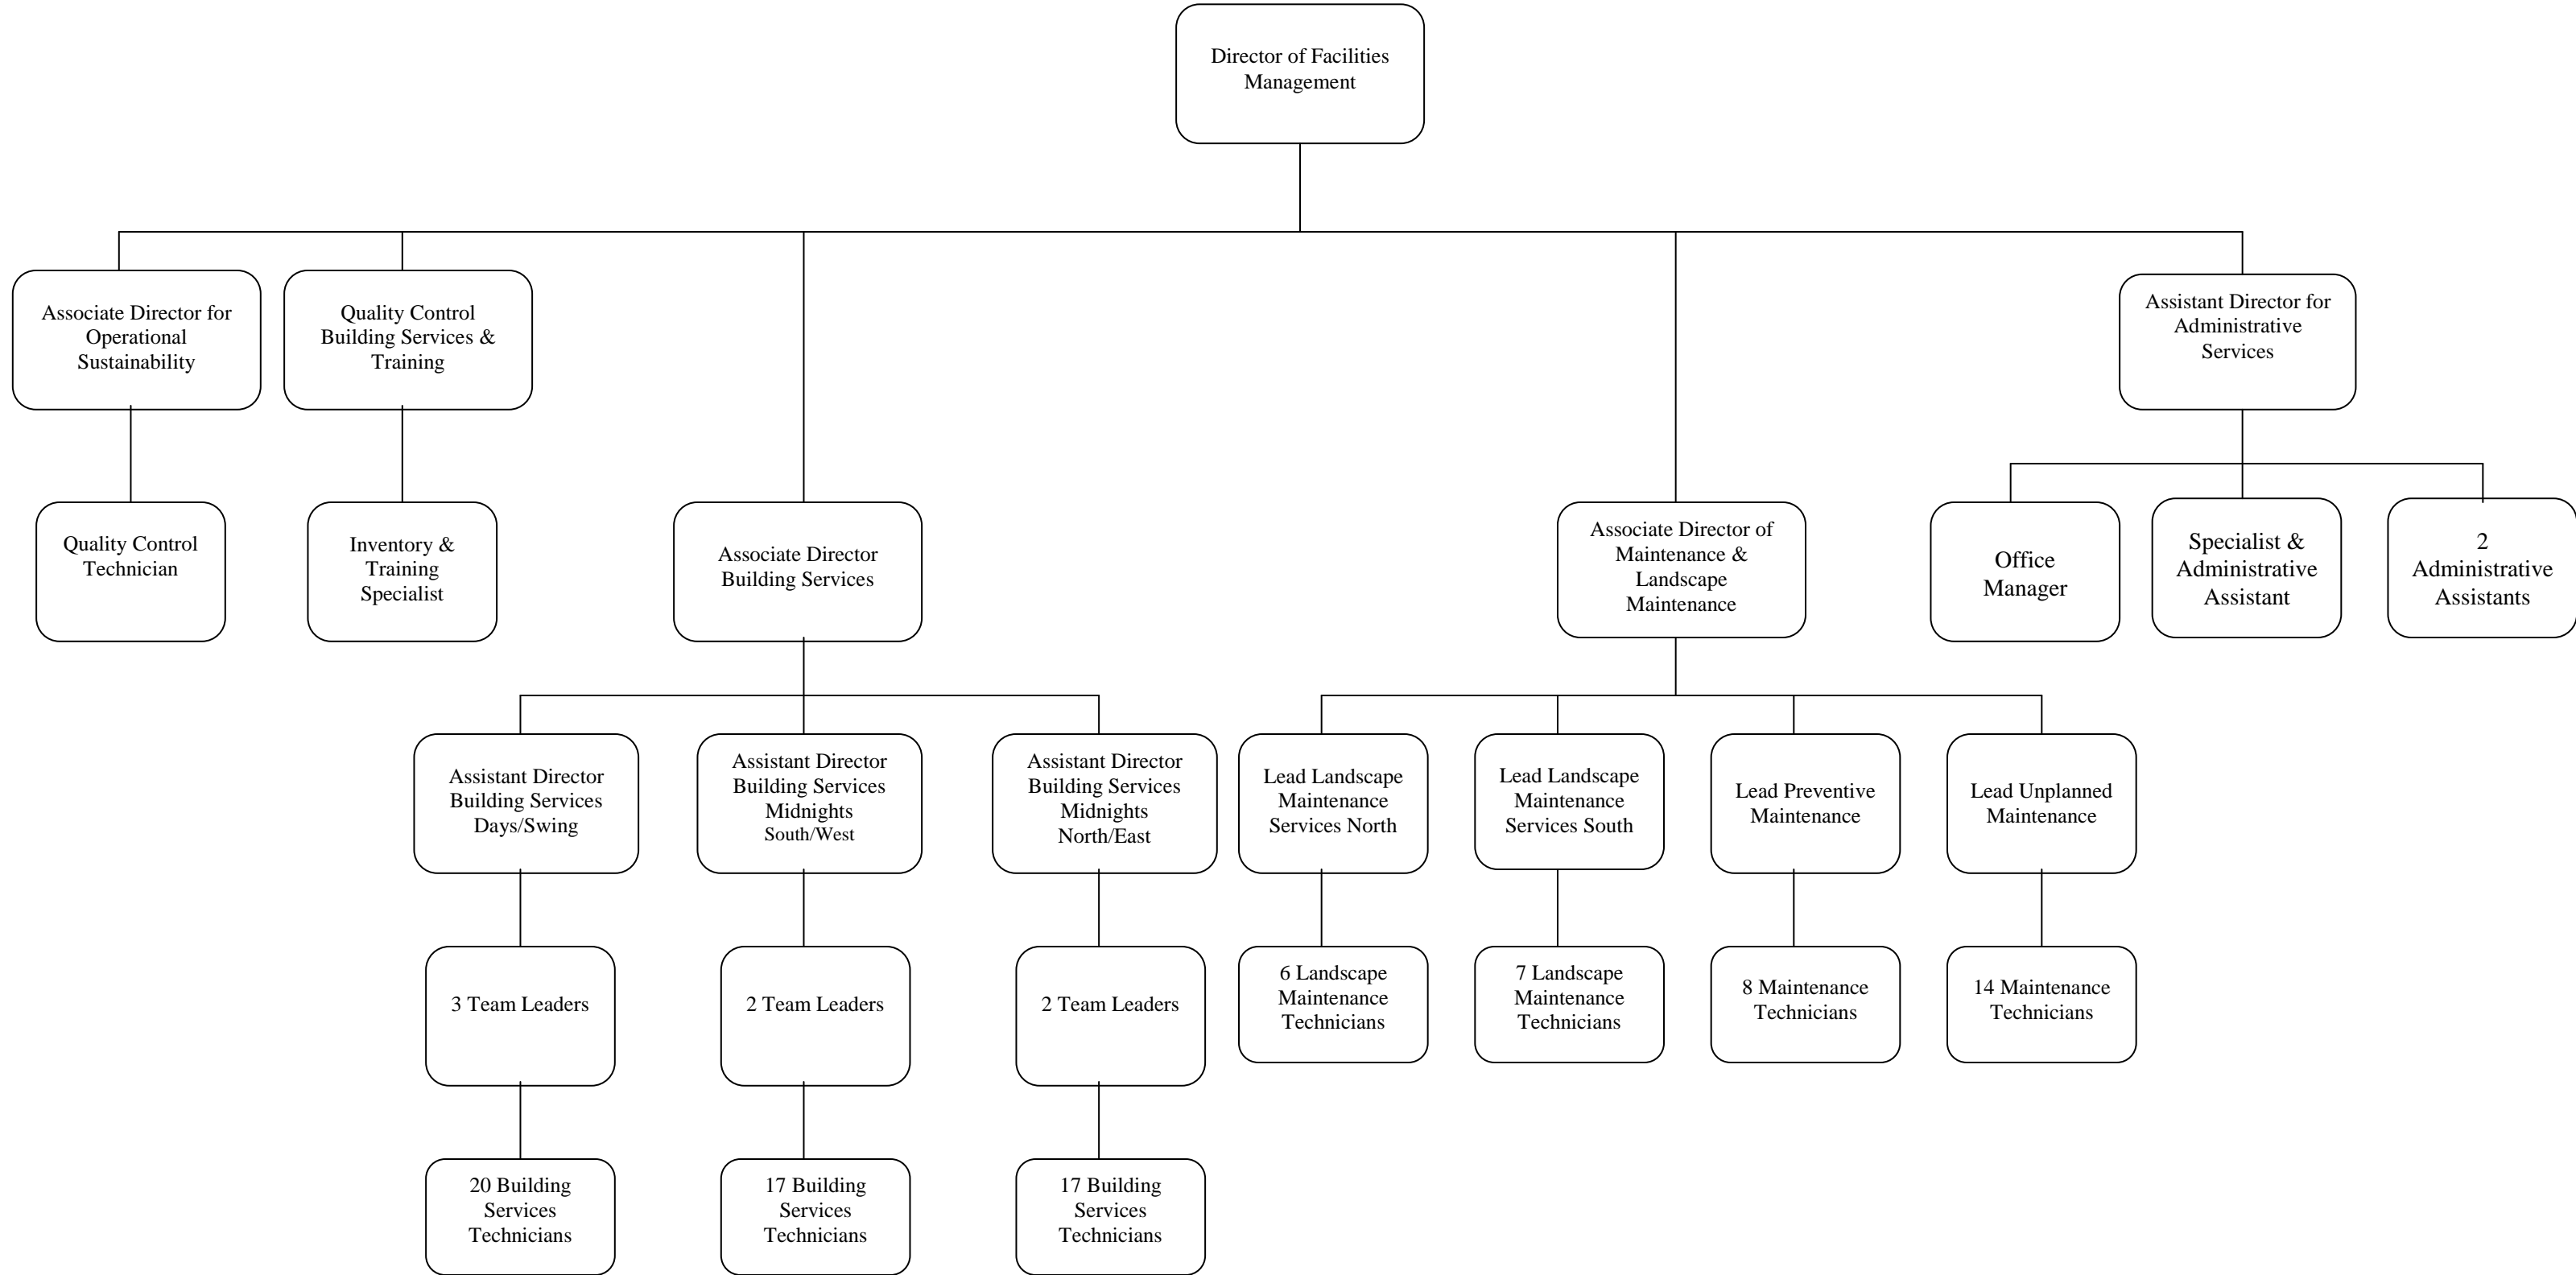 Director of Facilities
Management
Associate Director for
Operational
Sustainability
Quality Control
Building Services &
Training
Assistant Director for
Administrative
Services
Quality Control
Technician
Inventory &
Training
Specialist
Associate Director
Building Services
Associate Director of
Maintenance &
Landscape
Maintenance
Office
Manager
Specialist &
Administrative
Assistant
2
Administrative
Assistants
Assistant Director
Building Services
Days/Swing
Assistant Director
Building Services
Midnights
South/West
Assistant Director
Building Services
Midnights
North/East
Lead Landscape
Maintenance
Services North
Lead Landscape
Maintenance
Services South
Lead Preventive
Maintenance
Lead Unplanned
Maintenance
3 Team Leaders
2 Team Leaders
2 Team Leaders
6 Landscape
Maintenance
Technicians
7 Landscape
Maintenance
Technicians
8 Maintenance
Technicians
14 Maintenance
Technicians
20 Building
Services
Technicians
17 Building
Services
Technicians
17 Building
Services
Technicians